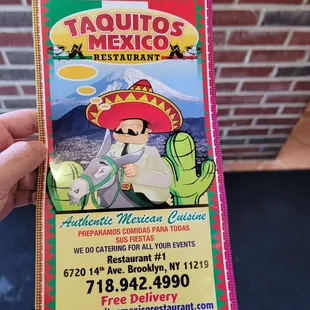 TAQUITOS
MEXICO
RESTAURANT
Authentic Mexican Cuisine
PREPARAMOS COMIDAS PARA TODAS
SUS FIESTAS
WE DO CATERING FOR ALL YOUR EVENTS
Restaurant #1
6720 14th Ave. Brooklyn, NY 11219
718.942.4990
Free Delivery